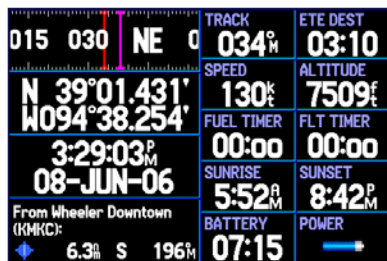 015 030 NE 0
N 39°01.431'
W094°38.254'
3:29:03PM
08-JUN-06
From Wheeler Downtown
(KMKC):
6.3nm S 196°M
TRACK
034°M
ETE DEST
03:10
SPEED
130kt
ALTITUDE
7509ft
FUEL TIMER
00:00
FLT TIMER
00:00
SUNRISE
5:52AM
SUNSET
8:42PM
BATTERY
07:15
POWER